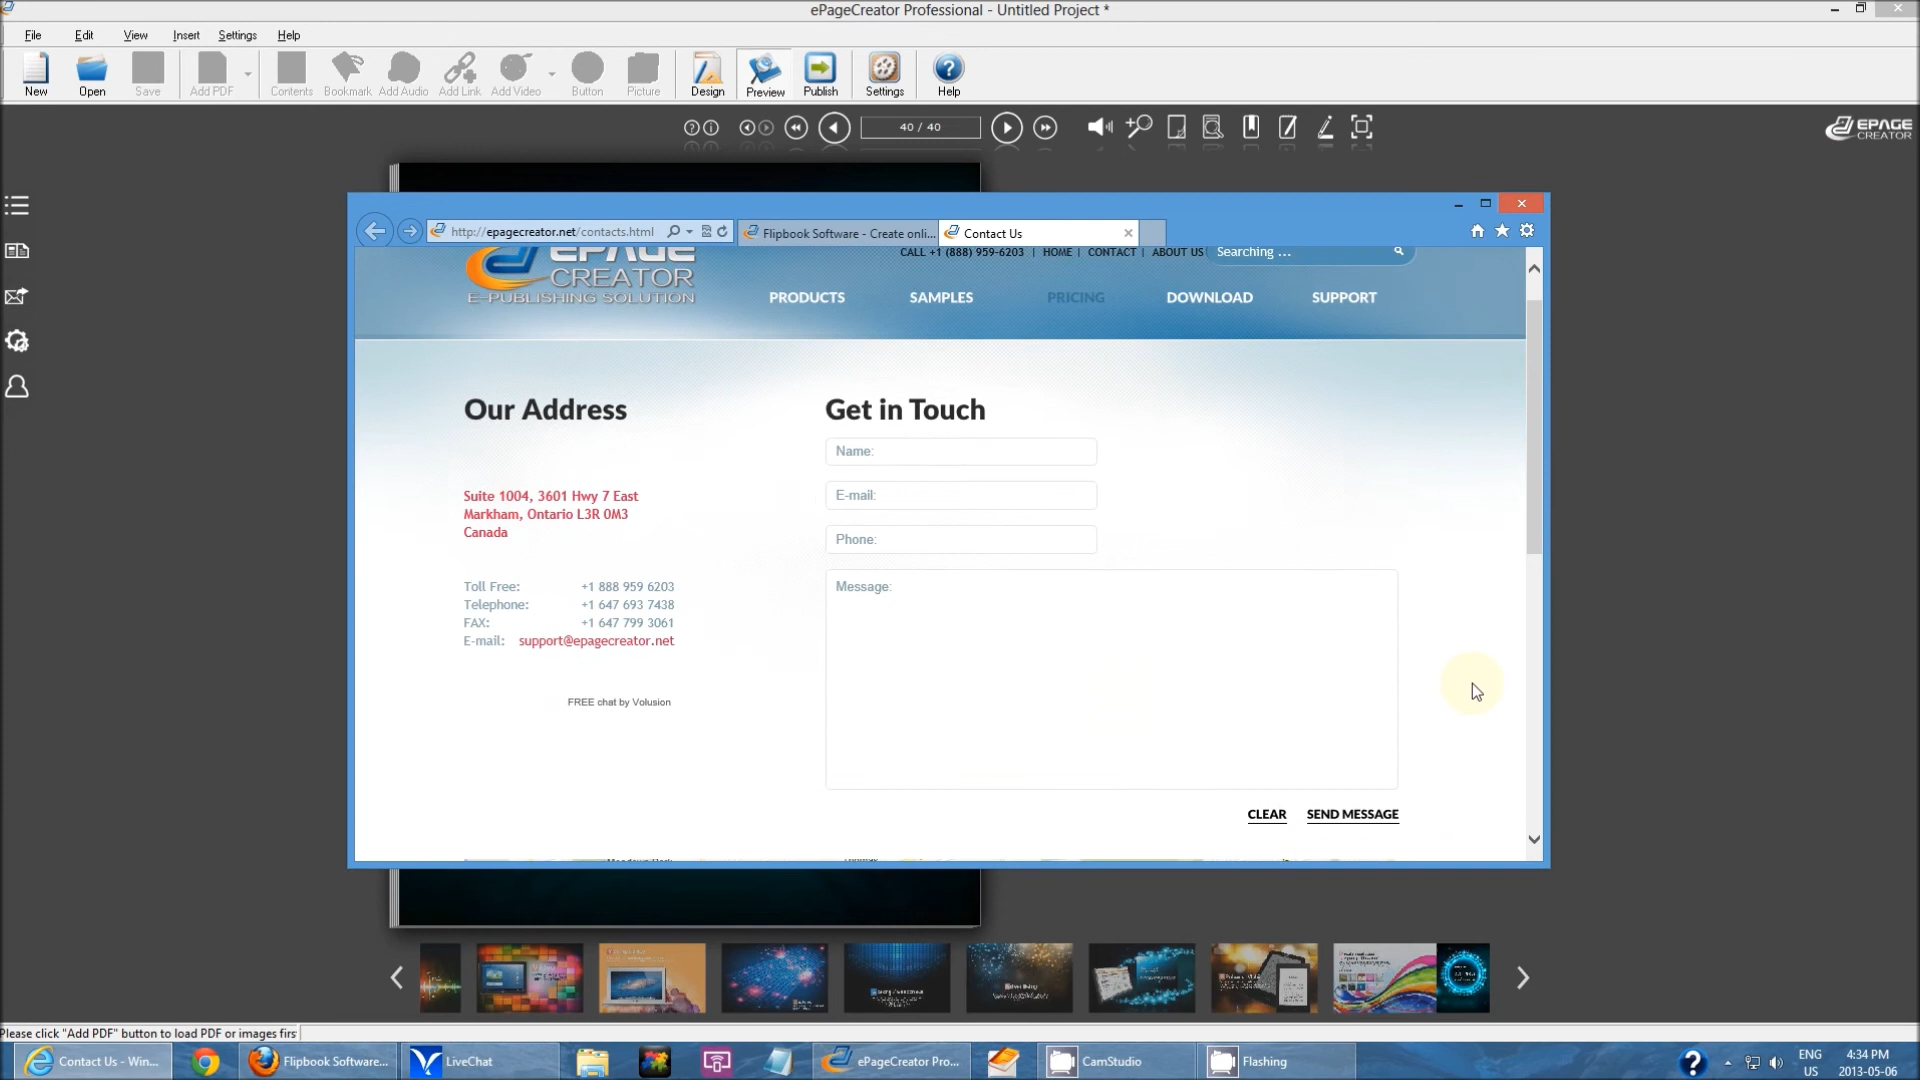 ePageCreator Professional - Untitled Project *
File Edit View Insert Settings Help
New Open Save Add PDF Contents Bookmark Add Audio Add Link Add Video Button Picture Design Preview Publish Settings Help
40 / 40
EPAGE
CREATOR
http://epagecreator.net/contacts.html
Flipbook Software - Create onli...
Contact Us
EPAGE
CREATOR
E-PUBLISHING SOLUTION
CALL +1 (888) 959-6203 | HOME | CONTACT | ABOUT US
Searching ...
PRODUCTS SAMPLES PRICING DOWNLOAD SUPPORT
Our Address
Suite 1004, 3601 Hwy 7 East
Markham, Ontario L3R 0M3
Canada
Toll Free: +1 888 959 6203
Telephone: +1 647 693 7438
FAX: +1 647 799 3061
E-mail: support@epagecreator.net
FREE chat by Volusion
Get in Touch
Name:
E-mail:
Phone:
Message:
CLEAR SEND MESSAGE
Please click "Add PDF" button to load PDF or images firs
Contact Us - Win...
Flipbook Software...
LiveChat
ePageCreator Pro...
CamStudio
Flashing
ENG
US
4:34 PM
2013-05-06